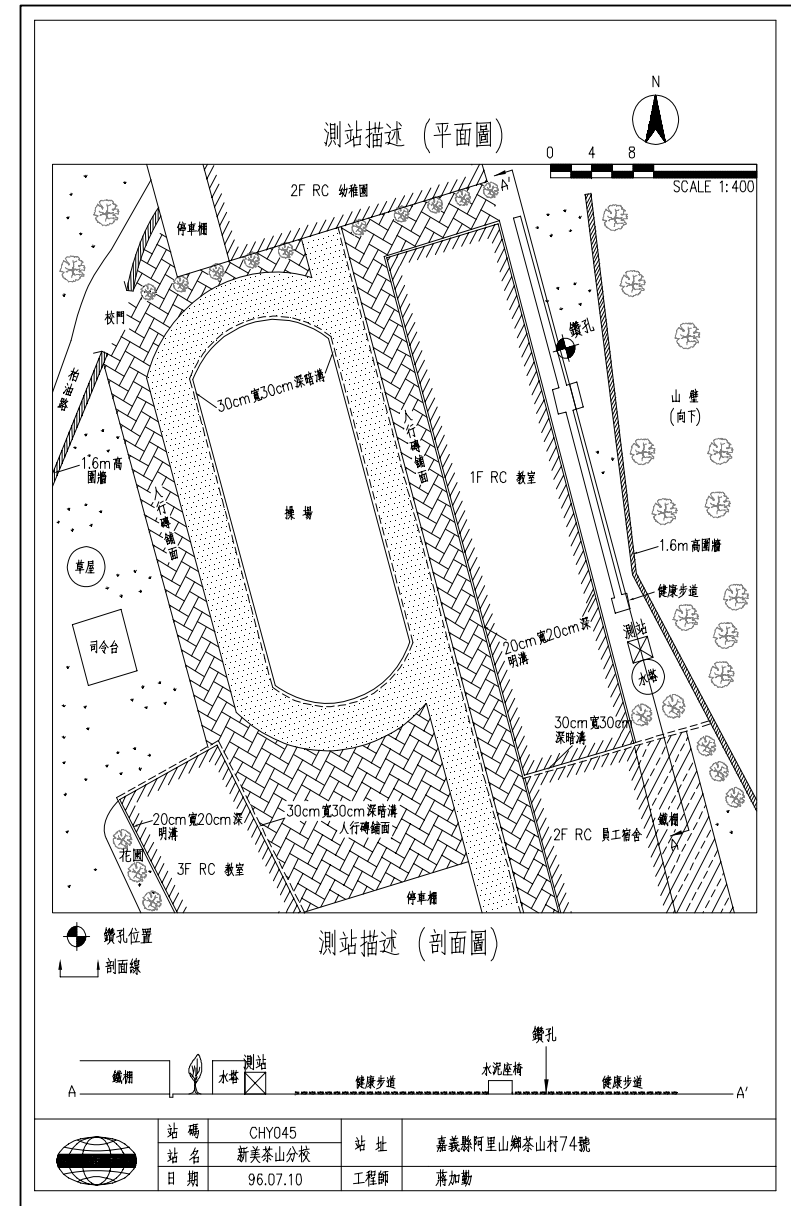 測站描述 (平面圖)
N
0 4 8
SCALE 1:400
A'
2F RC 幼稚園
停車棚
校門
柏油路
鑽孔
30cm寬30cm深暗溝
山壁
(向下)
人行磚舖面
1.6m高
圍牆
人行磚舖面
1F RC 教室
操場
1.6m高圍牆
草屋
健康步道
司令台
20cm寬20cm深
明溝
測站
水塔
30cm寬30cm
深暗溝
20cm寬20cm深
明溝
30cm寬30cm深暗溝
人行磚舖面
花圃
3F RC 教室
2F RC 員工宿舍
鐵棚
A
停車棚
鑽孔位置
剖面線
測站描述 (剖面圖)
鑽孔
A 鐵棚 水塔 測站 健康步道 水泥座椅 健康步道 A'
站碼 CHY045 站址 嘉義縣阿里山鄉茶山村74號
站名 新美茶山分校
日期 96.07.10 工程師 蔣加勤